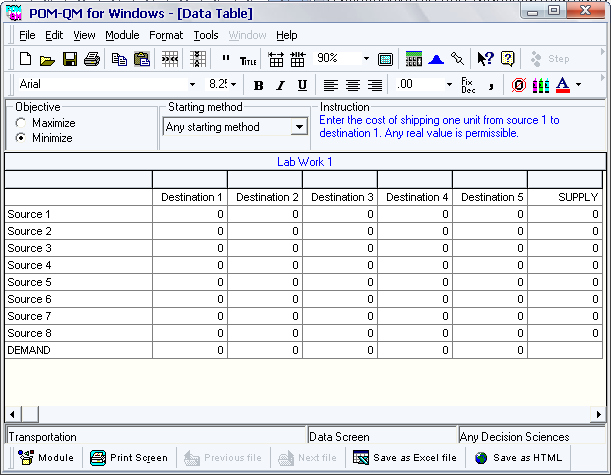 POM-QM for Windows - [Data Table]
File Edit View Module Format Tools Window Help
" Title 90% Step
Arial 8.25 B I U .00 Fix Dec , 0 A
Objective Starting method Instruction
Maximize
Minimize
Any starting method
Enter the cost of shipping one unit from source 1 to
destination 1. Any real value is permissible.
Lab Work 1
Destination 1 Destination 2 Destination 3 Destination 4 Destination 5 SUPPLY
Source 1 0 0 0 0 0 0
Source 2 0 0 0 0 0 0
Source 3 0 0 0 0 0 0
Source 4 0 0 0 0 0 0
Source 5 0 0 0 0 0 0
Source 6 0 0 0 0 0 0
Source 7 0 0 0 0 0 0
Source 8 0 0 0 0 0 0
DEMAND 0 0 0 0 0
Transportation Data Screen Any Decision Sciences
Module Print Screen Previous file Next file Save as Excel file Save as HTML